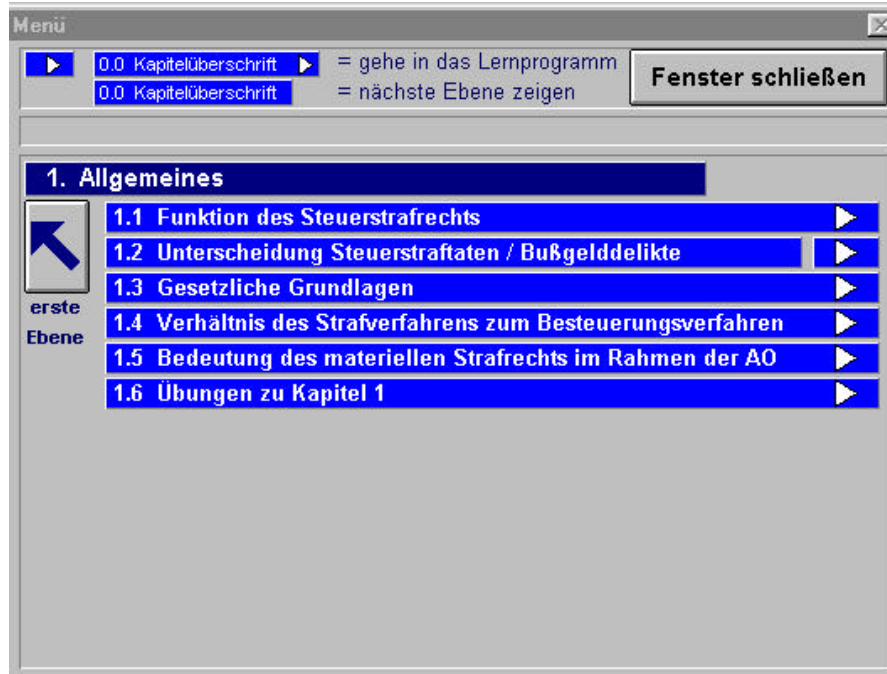 Menü
0.0 Kapitelüberschrift = gehe in das Lernprogramm
0.0 Kapitelüberschrift = nächste Ebene zeigen
Fenster schließen
1. Allgemeines
erste
Ebene
1.1 Funktion des Steuerstrafrechts
1.2 Unterscheidung Steuerstraftaten / Bußgelddelikte
1.3 Gesetzliche Grundlagen
1.4 Verhältnis des Strafverfahrens zum Besteuerungsverfahren
1.5 Bedeutung des materiellen Strafrechts im Rahmen der AO
1.6 Übungen zu Kapitel 1